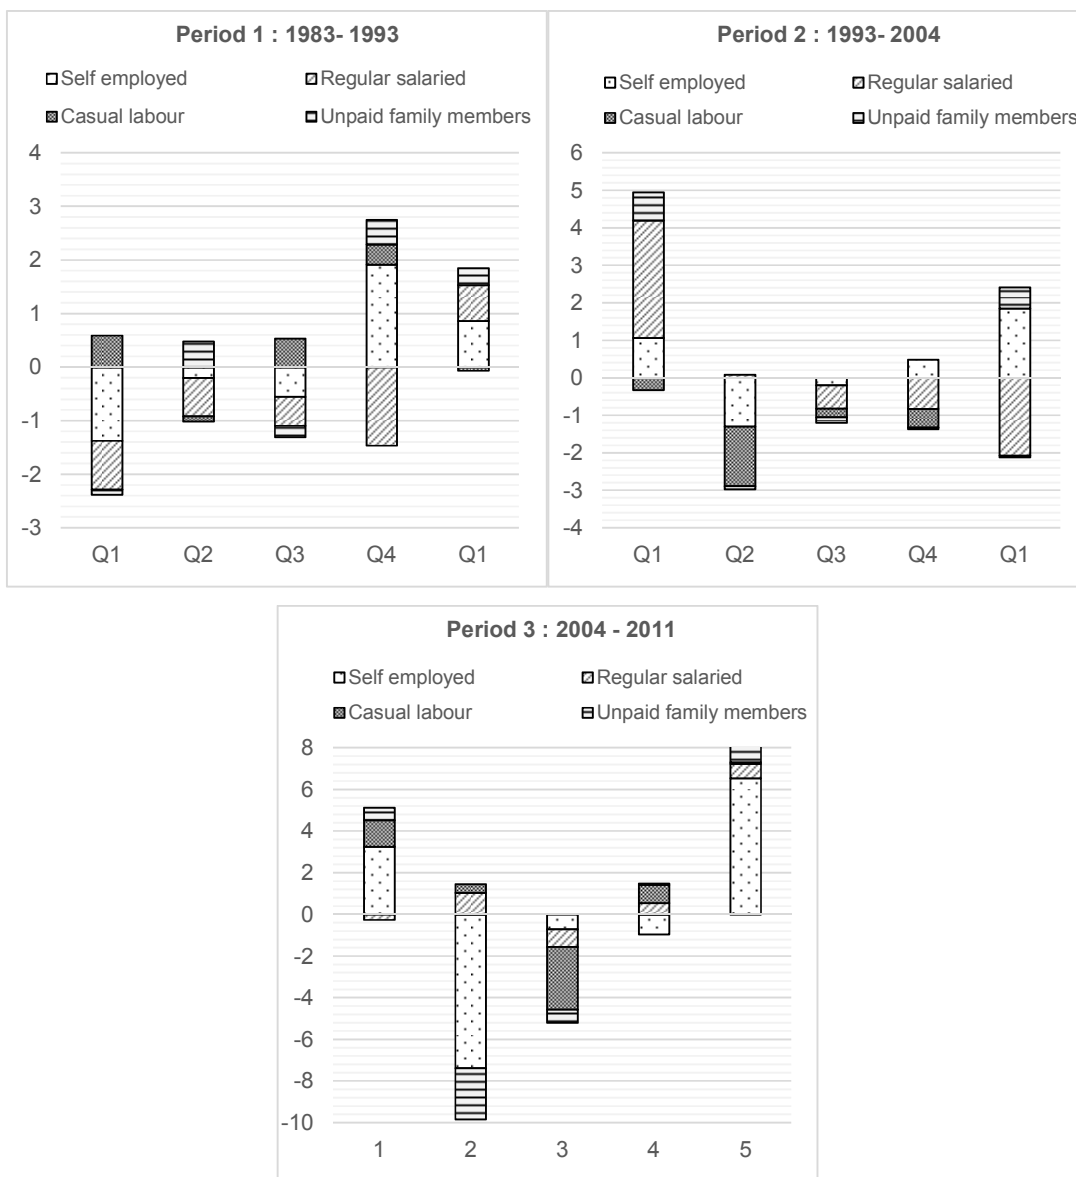 Period 1 : 1983- 1993
Self employed Regular salaried
Casual labour Unpaid family members
4
3
2
1
0
-1
-2
-3
Q1 Q2 Q3 Q4 Q1
Period 2 : 1993- 2004
Self employed Regular salaried
Casual labour Unpaid family members
6
5
4
3
2
1
0
-1
-2
-3
-4
Q1 Q2 Q3 Q4 Q1
Period 3 : 2004 - 2011
Self employed Regular salaried
Casual labour Unpaid family members
8
6
4
2
0
-2
-4
-6
-8
-10
1 2 3 4 5